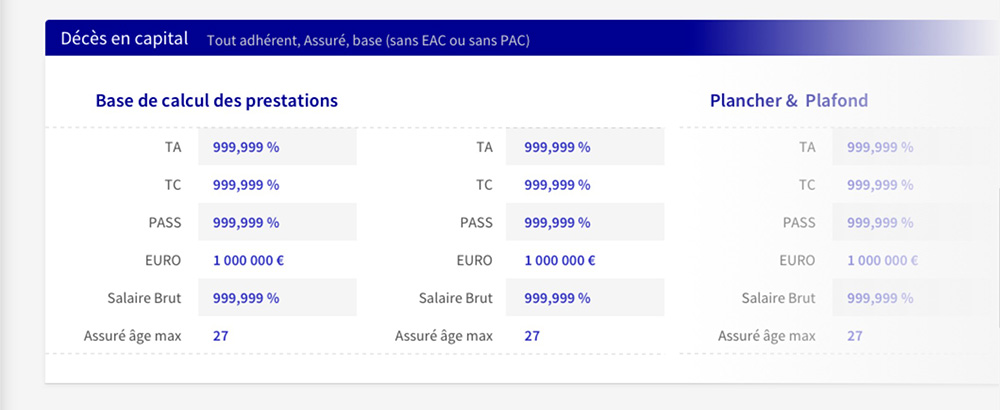 Décès en capital Tout adhérent, Assuré, base (sans EAC ou sans PAC)
Base de calcul des prestations Plancher & Plafond
TA 999,999 % TA 999,999 % TA 999,999 %
TC 999,999 % TC 999,999 % TC 999,999 %
PASS 999,999 % PASS 999,999 % PASS 999,999 %
EURO 1 000 000 € EURO 1 000 000 € EURO 1 000 000 €
Salaire Brut 999,999 % Salaire Brut 999,999 % Salaire Brut 999,999 %
Assuré âge max 27 Assuré âge max 27 Assuré âge max 27